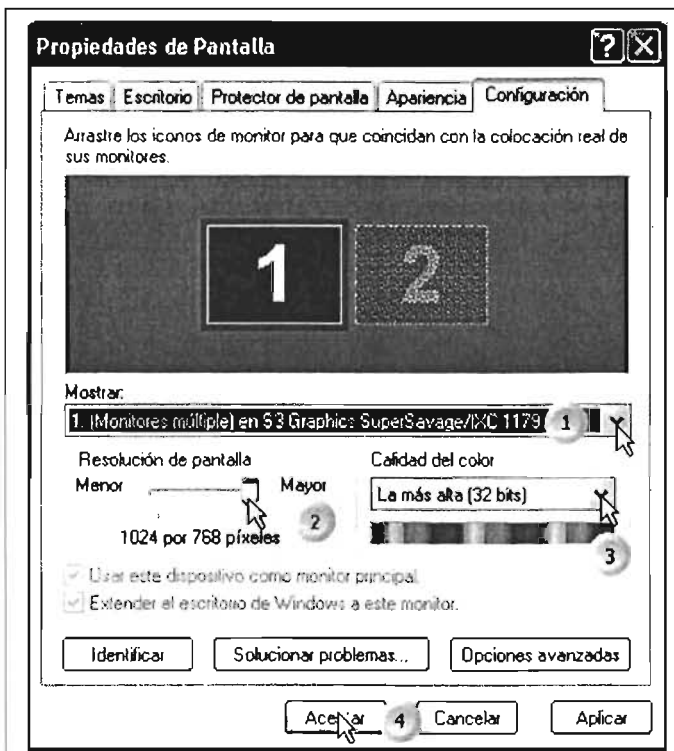 Propiedades de Pantalla
Temas Escritorio Protector de pantalla Apariencia Configuración
Arrastre los iconos de monitor para que coincidan con la colocación real de
sus monitores.
1 2
Mostrar:
1. (Monitores múltiple) en S3 Graphics SuperSavage/IXC 1179 1
Resolución de pantalla Calidad del color
Menor Mayor La más alta (32 bits)
2
1024 por 768 píxeles
3
Usar este dispositivo como monitor principal.
Extender el escritorio de Windows a este monitor.
Identificar Solucionar problemas... Opciones avanzadas
Aceptar 4 Cancelar Aplicar